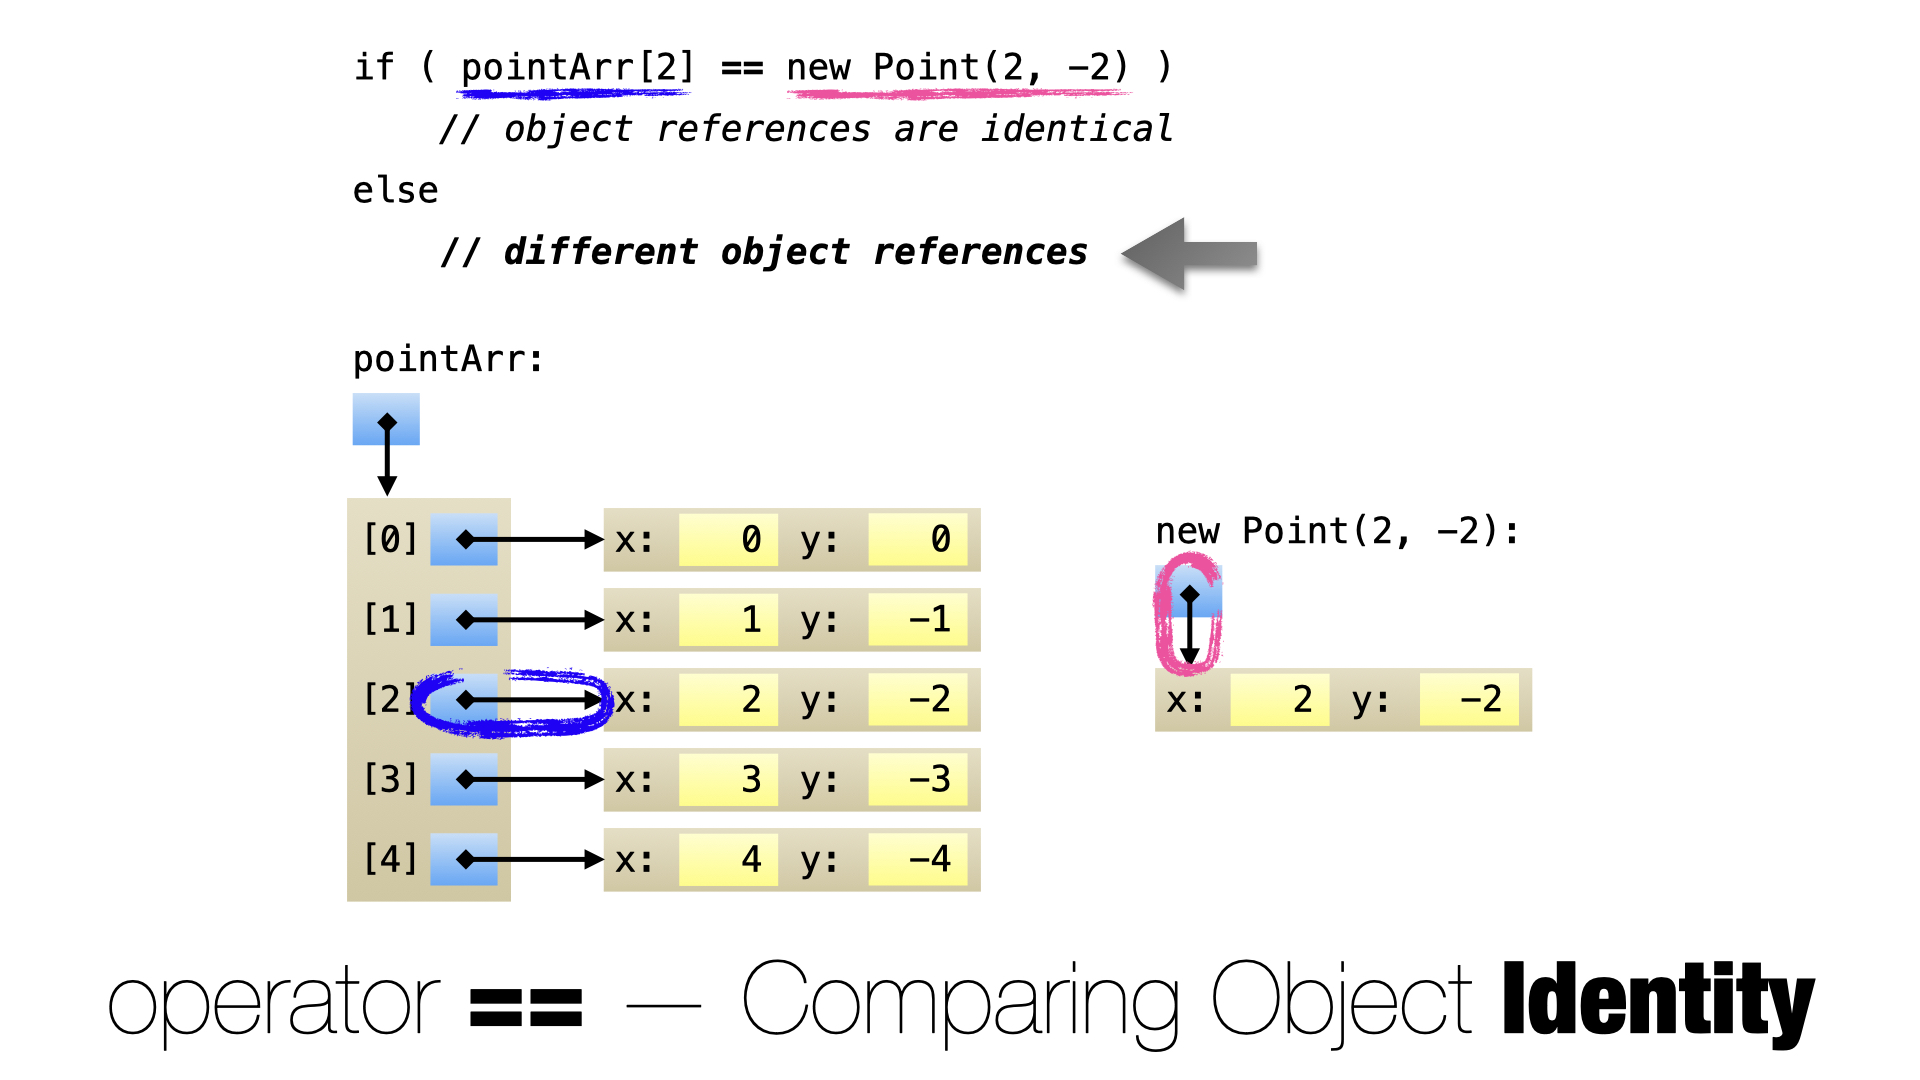 if ( pointArr[2] == new Point(2, −2) )
// object references are identical
else
// different object references
pointArr:
[0] x: 0 y: 0
[1] x: 1 y: −1
[2] x: 2 y: −2
[3] x: 3 y: −3
[4] x: 4 y: −4
new Point(2, −2):
x: 2 y: −2
operator == — Comparing Object Identity